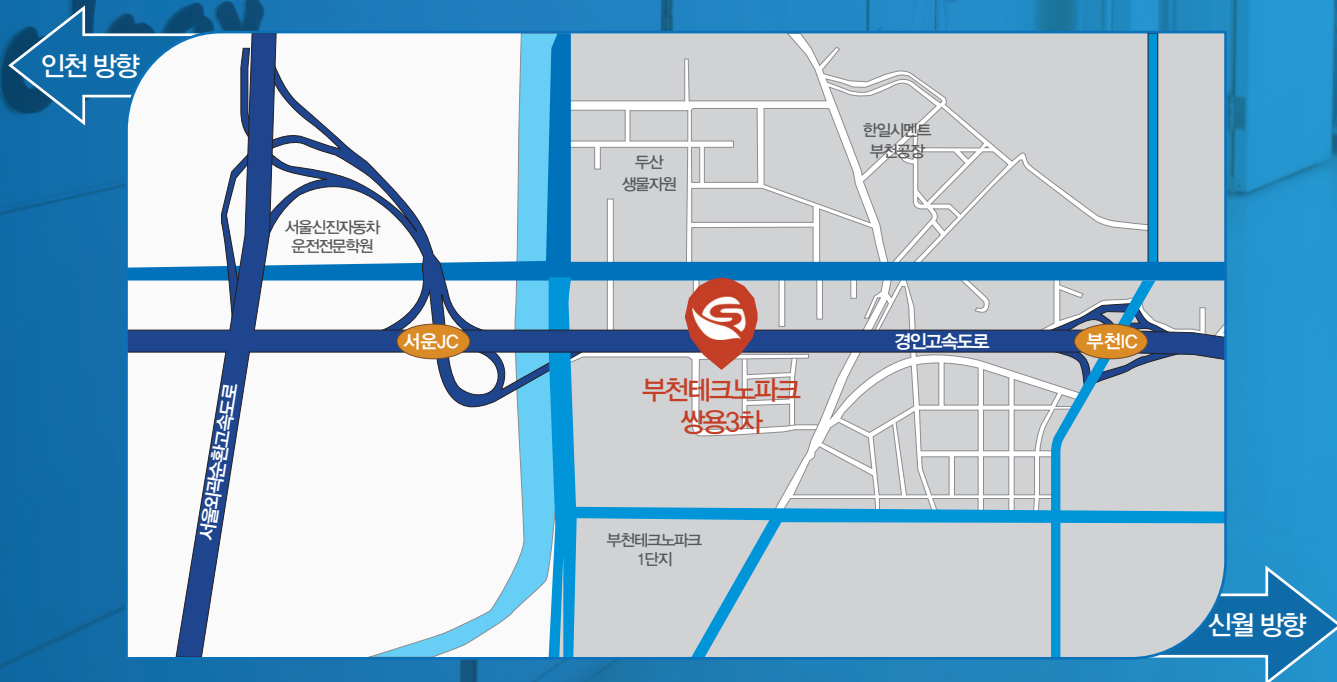 인천 방향
한일시멘트
부천공장
두산
생물자원
서울신진자동차
운전전문학원
서운JC
경인고속도로
부천IC
부천테크노파크
쌍용3차
서울외곽순환고속도로
부천테크노파크
1단지
신월 방향